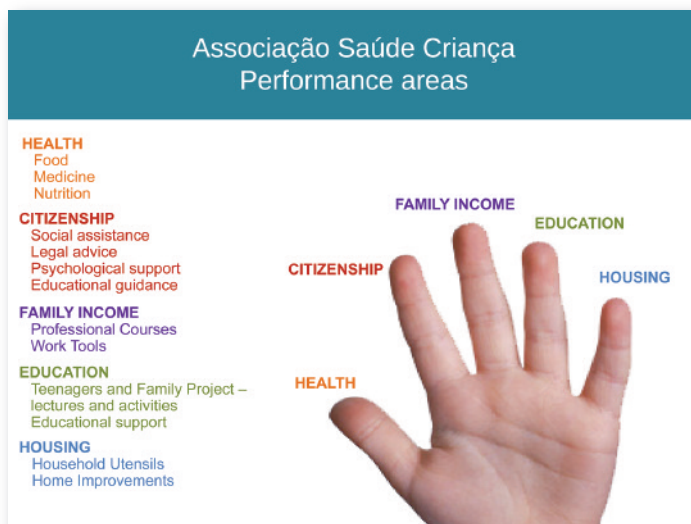 Associação Saúde Criança
Performance areas
HEALTH
Food
Medicine
Nutrition
CITIZENSHIP
Social assistance
Legal advice
Psychological support
Educational guidance
FAMILY INCOME
Professional Courses
Work Tools
EDUCATION
Teenagers and Family Project –
lectures and activities
Educational support
HOUSING
Household Utensils
Home Improvements
FAMILY INCOME
EDUCATION
CITIZENSHIP
HOUSING
HEALTH